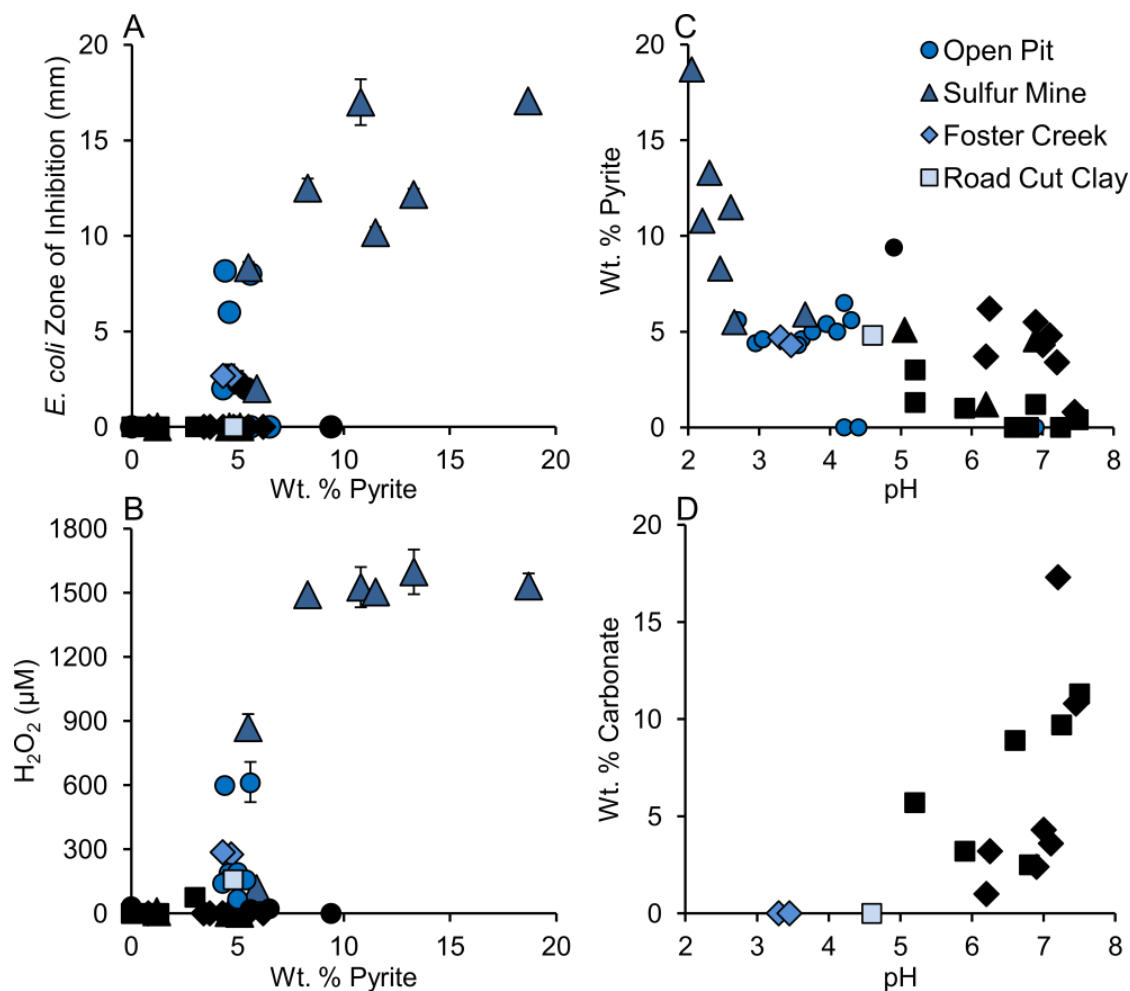 A
E. coli Zone of Inhibition (mm)
20
15
10
5
0
0 5 10 15 20
Wt. % Pyrite
C
Open Pit
Sulfur Mine
Foster Creek
Road Cut Clay
Wt. % Pyrite
20
15
10
5
0
2 3 4 5 6 7 8
pH
B
H₂O₂ (µM)
1800
1500
1200
900
600
300
0
0 5 10 15 20
Wt. % Pyrite
D
Wt. % Carbonate
20
15
10
5
0
2 3 4 5 6 7 8
pH